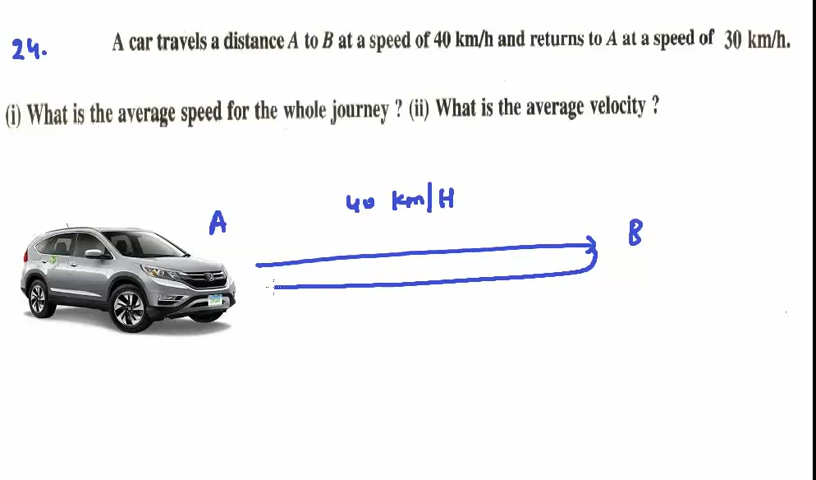 24. A car travels a distance A to B at a speed of 40 km/h and returns to A at a speed of 30 km/h.
(i) What is the average speed for the whole journey ? (ii) What is the average velocity ?
40 km/H
A
B